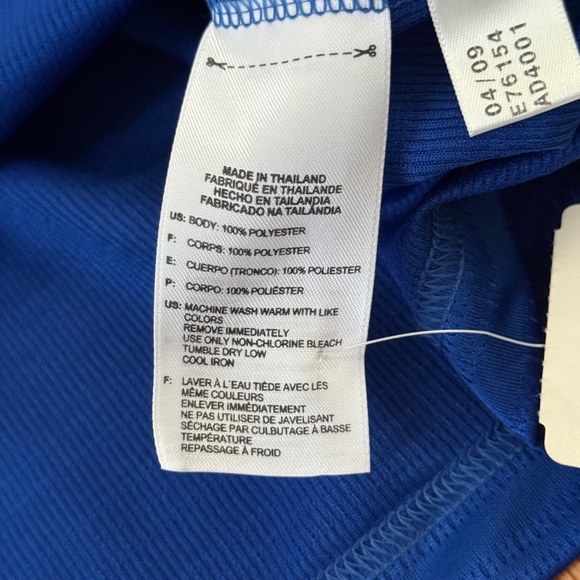 04/09
E76154
AD4001
MADE IN THAILAND
FABRIQUÉ EN THAILANDE
HECHO EN TAILANDIA
FABRICADO NA TAILÂNDIA
US: BODY: 100% POLYESTER
F: CORPS: 100% POLYESTER
E: CUERPO (TRONCO): 100% POLIESTER
P: CORPO: 100% POLIÉSTER
US: MACHINE WASH WARM WITH LIKE
COLORS
REMOVE IMMEDIATELY
USE ONLY NON-CHLORINE BLEACH
TUMBLE DRY LOW
COOL IRON
F: LAVER À L'EAU TIÈDE AVEC LES
MÊME COULEURS
ENLEVER IMMÉDIATEMENT
NE PAS UTILISER DE JAVELISANT
SÉCHAGE PAR CULBUTAGE À BASSE
TEMPÉRATURE
REPASSAGE À FROID